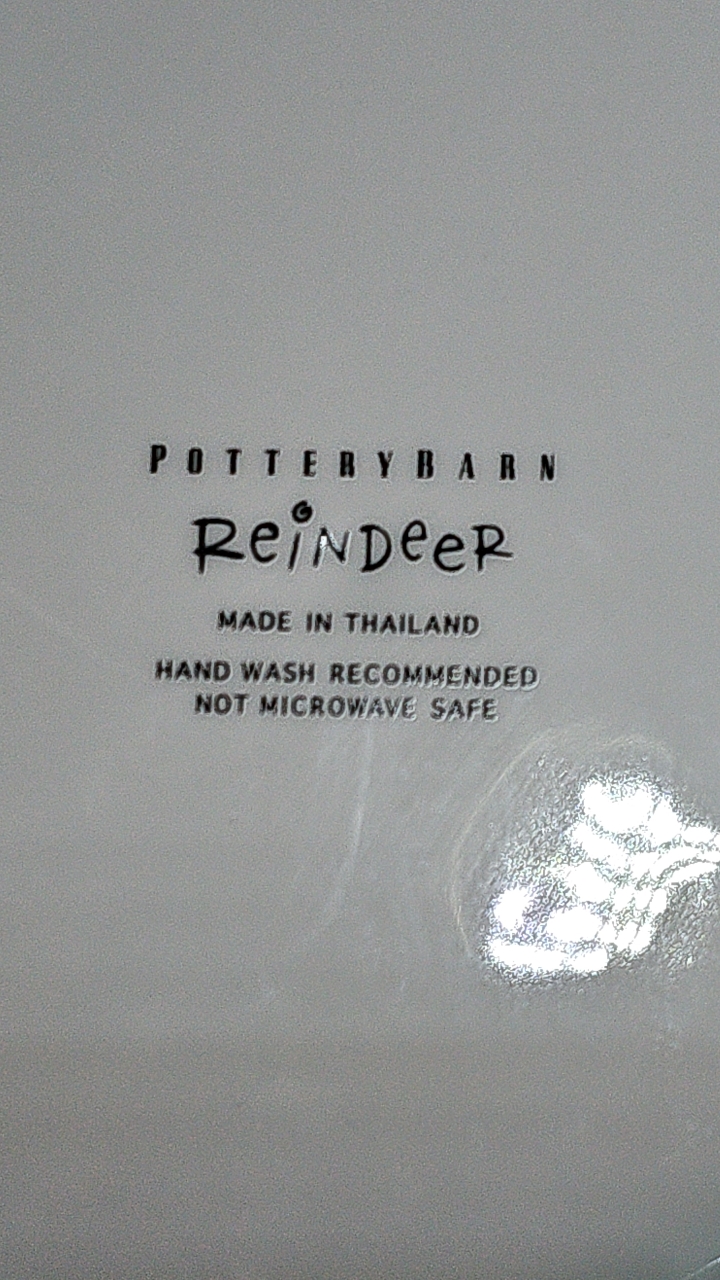 POTTERYBARN
ReiNDeeR
MADE IN THAILAND
HAND WASH RECOMMENDED
NOT MICROWAVE SAFE